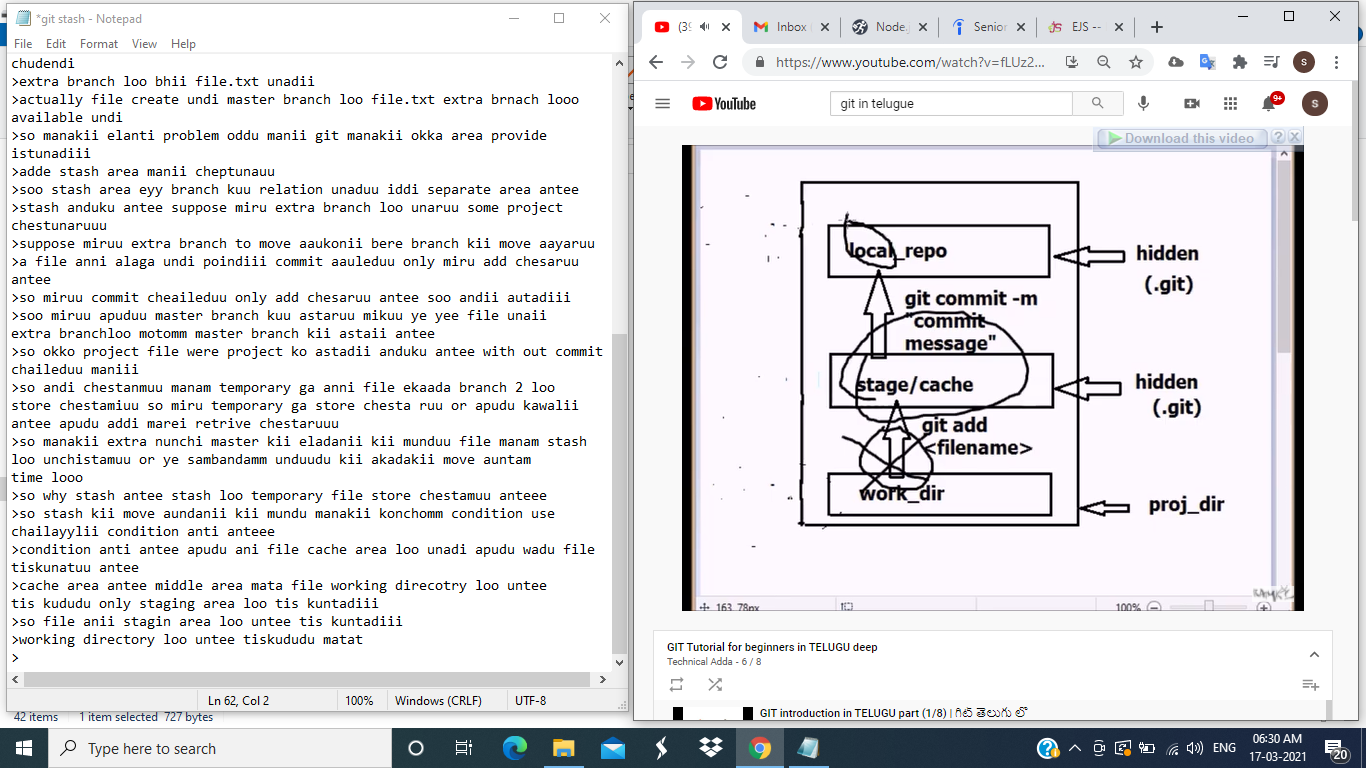 *git stash - Notepad
File Edit Format View Help
chudendi
>extra branch loo bhii file.txt unadii
>actually file create undi master branch loo file.txt extra brnach looo
available undi
>so manakii elanti problem oddu manii git manakii okka area provide
istunadiii
>adde stash area manii cheptunauu
>soo stash area eyy branch kuu relation unaduu iddi separate area antee
>stash anduku antee suppose miru extra branch loo unaruu some project
chestunaruuu
>suppose miruu extra branch to move aaukonii bere branch kii move aayaruu
>a file anni alaga undi poindiii commit aauleduu only miru add chesaruu
antee
>so miruu commit cheaileduu only add chesaruu antee soo andii autadiii
>soo miruu apuduu master branch kuu astaruu mikuu ye yee file unaii
extra branchloo motomm master branch kii astaii antee
>so okko project file were project ko astadii anduku antee with out commit
chaileduu maniii
>so andi chestanmuu manam temporary ga anni file ekaada branch 2 loo
store chestamiuu so miru temporary ga store chesta ruu or apudu kawalii
antee apudu addi marei retrive chestaruuu
>so manakii extra nunchi master kii eladanii kii munduu file manam stash
loo unchistamuu or ye sambandamm unduudu kii akadakii move auntam
time looo
>so why stash antee stash loo temporary file store chestamuu anteee
>so stash kii move aundanii kii mundu manakii konchomm condition use
chailayylii condition anti anteee
>condition anti antee apudu ani file cache area loo unadi apudu wadu file
tiskunatuu antee
>cache area antee middle area mata file working direcotry loo untee
tis kududu only staging area loo tis kuntadiii
>so file anii stagin area loo untee tis kuntadiii
>working directory loo untee tiskududu matat
>
Ln 62, Col 2 100% Windows (CRLF) UTF-8
42 items 1 item selected 727 bytes
(39 Inbox Node. Senior EJS --
https://www.youtube.com/watch?v=fLUz2... S
YouTube git in telugue 9+ S
Download this video ? X
local_repo
hidden
(.git)
git commit -m
"commit
message"
stage/cache
hidden
(.git)
git add
<filename>
work_dir
proj_dir
163, 78px 100%
GIT Tutorial for beginners in TELUGU deep
Technical Adda - 6 / 8
GIT introduction in TELUGU part (1/8) | గిట్ తెలుగు లో
Type here to search
ENG
06:30 AM
17-03-2021
20